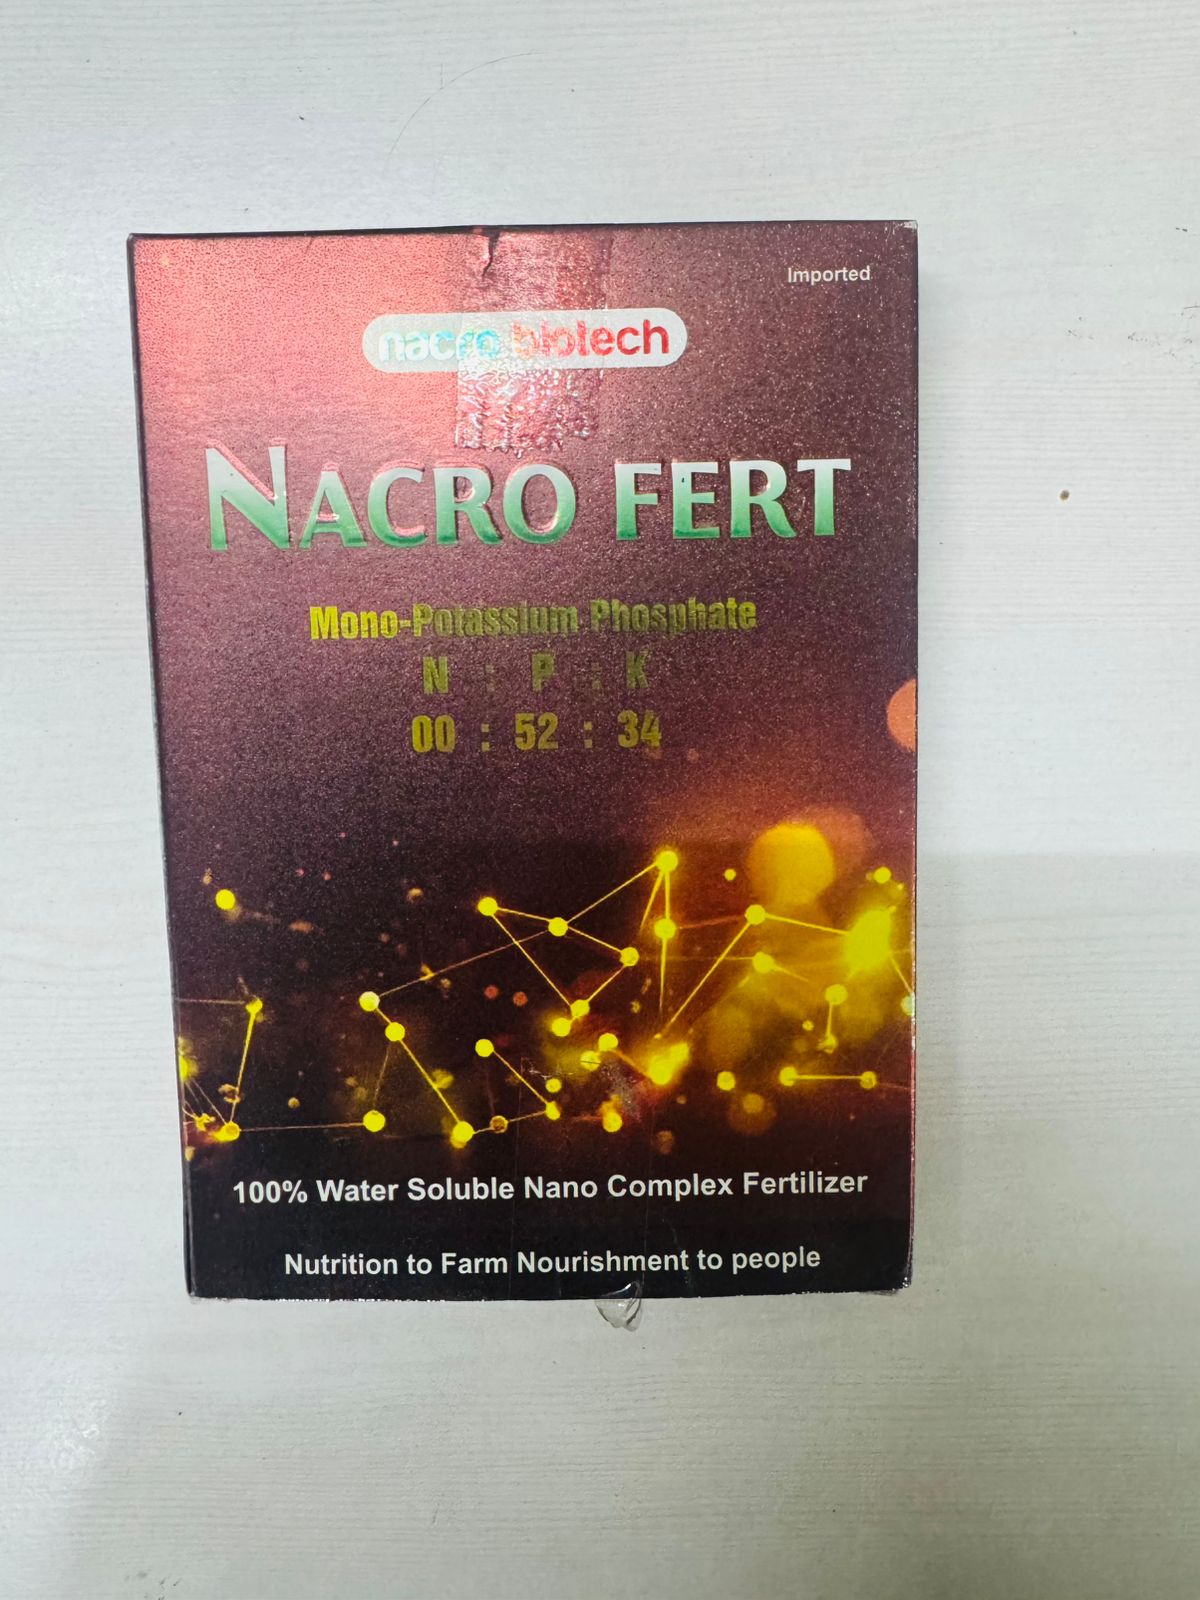 Imported
nacro biotech
NACRO FERT
Mono-Potassium Phosphate
N : P : K
00 : 52 : 34
100% Water Soluble Nano Complex Fertilizer
Nutrition to Farm Nourishment to people